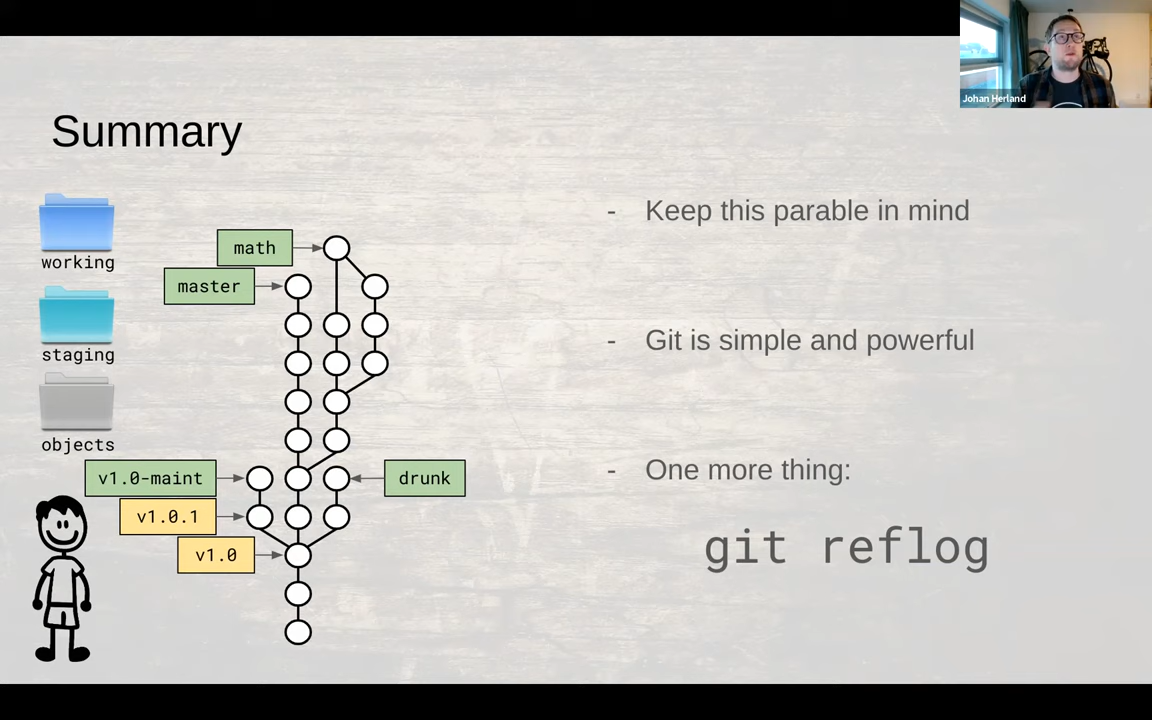 Johan Herland
Summary
working
staging
objects
math
master
v1.0-maint
drunk
v1.0.1
v1.0
- Keep this parable in mind
- Git is simple and powerful
- One more thing:
git reflog